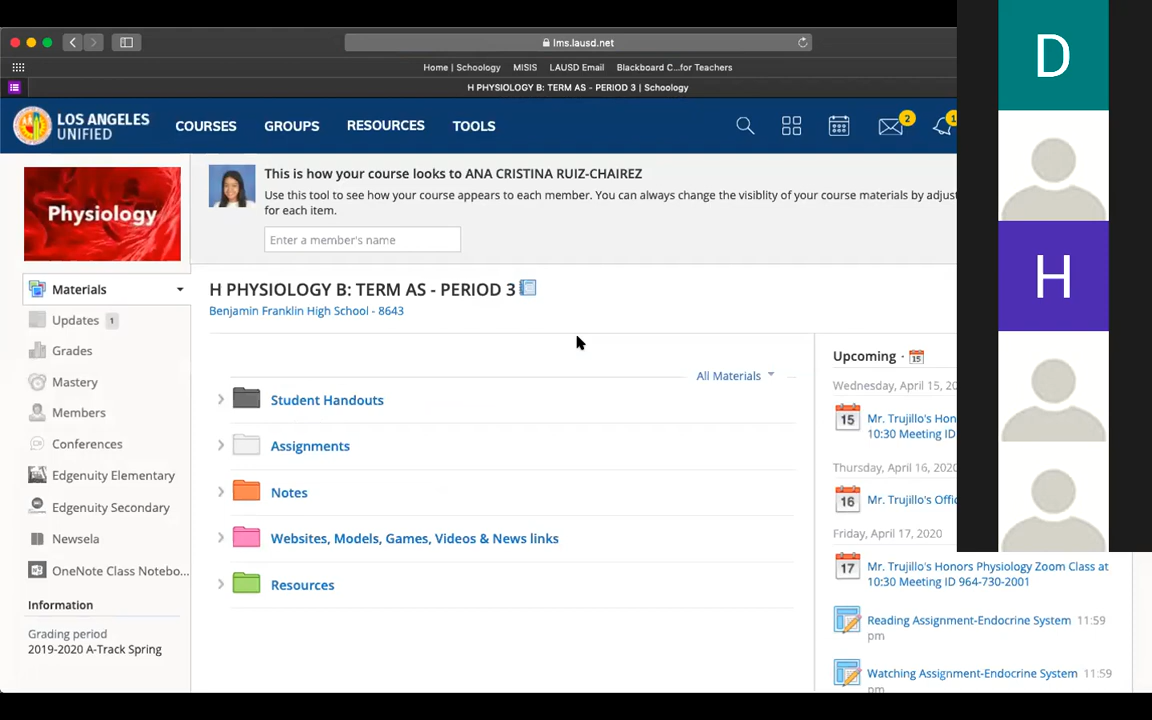 lms.lausd.net
Home | Schoology MISIS LAUSD Email Blackboard C...for Teachers
H PHYSIOLOGY B: TERM AS - PERIOD 3 | Schoology
LOS ANGELES
UNIFIED
COURSES GROUPS RESOURCES TOOLS
2
1
This is how your course looks to ANA CRISTINA RUIZ-CHAIREZ
Use this tool to see how your course appears to each member. You can always change the visiblity of your course materials by adjust
for each item.
Enter a member's name
Physiology
Materials
Updates 1
Grades
Mastery
Members
Conferences
Edgenuity Elementary
Edgenuity Secondary
Newsela
OneNote Class Notebo...
Information
Grading period
2019-2020 A-Track Spring
H PHYSIOLOGY B: TERM AS - PERIOD 3
Benjamin Franklin High School - 8643
All Materials
Student Handouts
Assignments
Notes
Websites, Models, Games, Videos & News links
Resources
Upcoming · 15
Wednesday, April 15, 202
15 Mr. Trujillo's Hon
10:30 Meeting ID
Thursday, April 16, 2020
16 Mr. Trujillo's Offi
Friday, April 17, 2020
17 Mr. Trujillo's Honors Physiology Zoom Class at
10:30 Meeting ID 964-730-2001
Reading Assignment-Endocrine System 11:59
pm
Watching Assignment-Endocrine System 11:59
pm
D
H